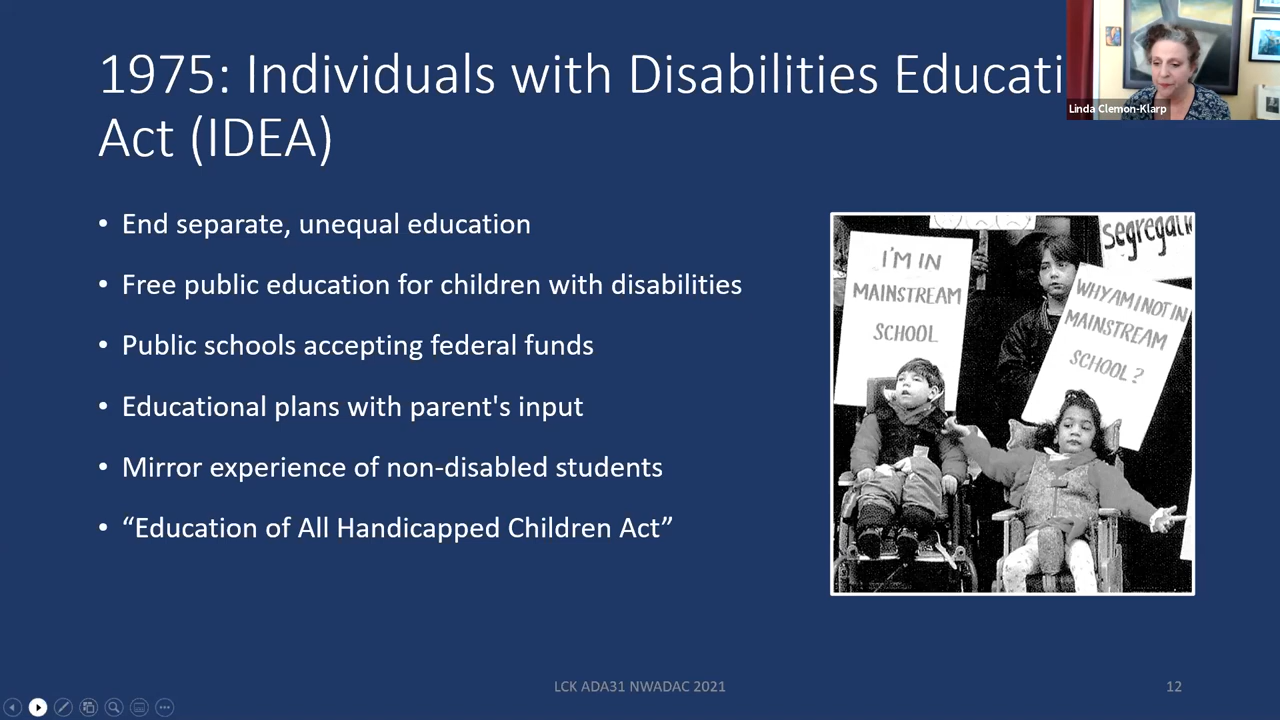 1975: Individuals with Disabilities Educati
Act (IDEA)
Linda Clemon-Klarp
• End separate, unequal education
• Free public education for children with disabilities
• Public schools accepting federal funds
• Educational plans with parent's input
• Mirror experience of non-disabled students
• “Education of All Handicapped Children Act”
I'M IN
MAINSTREAM
SCHOOL
segregati
WHY AM I NOT IN
MAINSTREAM
SCHOOL?
LCK ADA31 NWADAC 2021
12